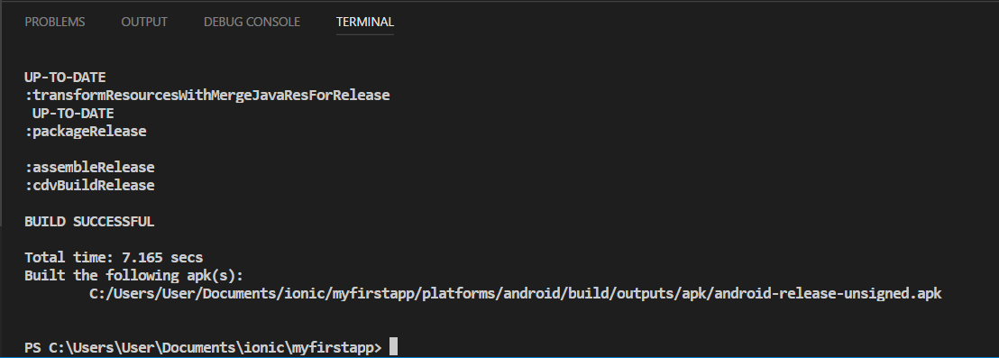 PROBLEMS OUTPUT DEBUG CONSOLE TERMINAL
UP-TO-DATE
:transformResourcesWithMergeJavaResForRelease
UP-TO-DATE
:packageRelease
:assembleRelease
:cdvBuildRelease
BUILD SUCCESSFUL
Total time: 7.165 secs
Built the following apk(s):
C:/Users/User/Documents/ionic/myfirstapp/platforms/android/build/outputs/apk/android-release-unsigned.apk
PS C:\Users\User\Documents\ionic\myfirstapp>